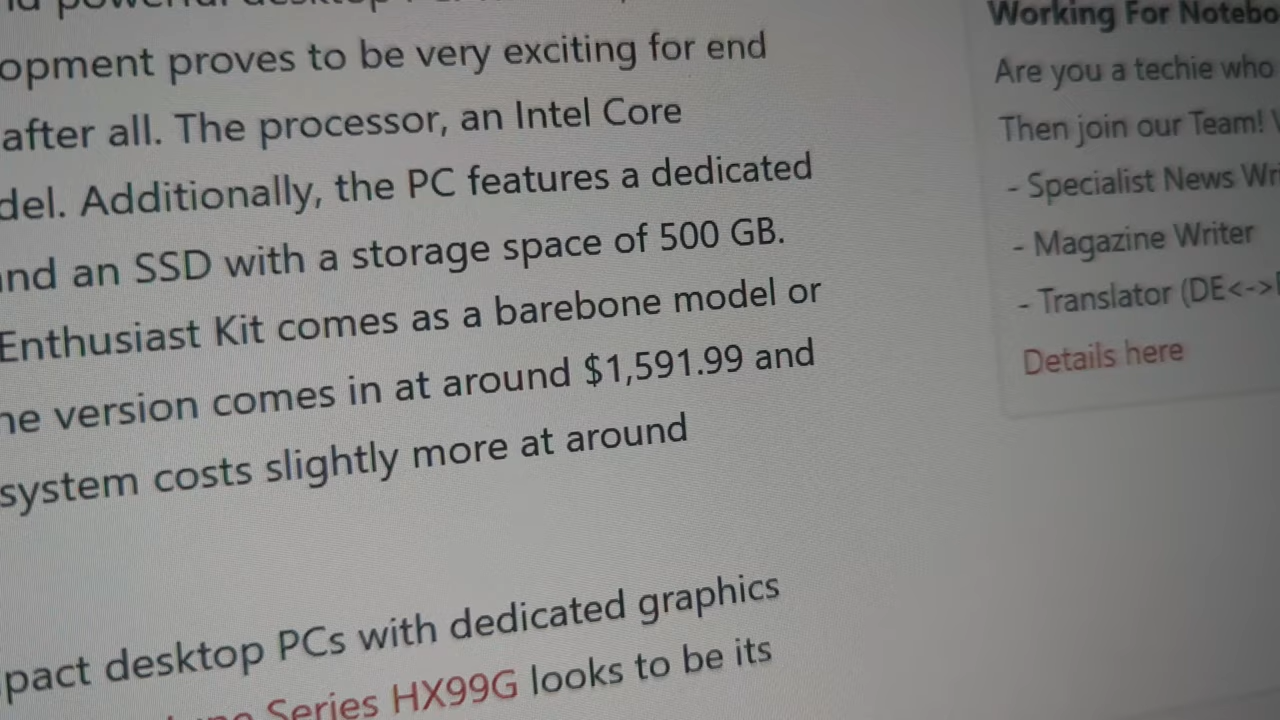 opment proves to be very exciting for end
after all. The processor, an Intel Core
del. Additionally, the PC features a dedicated
and an SSD with a storage space of 500 GB.
Enthusiast Kit comes as a barebone model or
ne version comes in at around $1,591.99 and
system costs slightly more at around
pact desktop PCs with dedicated graphics
Series HX99G looks to be its
Working For Notebo
Are you a techie who
Then join our Team!
- Specialist News Wri
- Magazine Writer
- Translator (DE<->
Details here